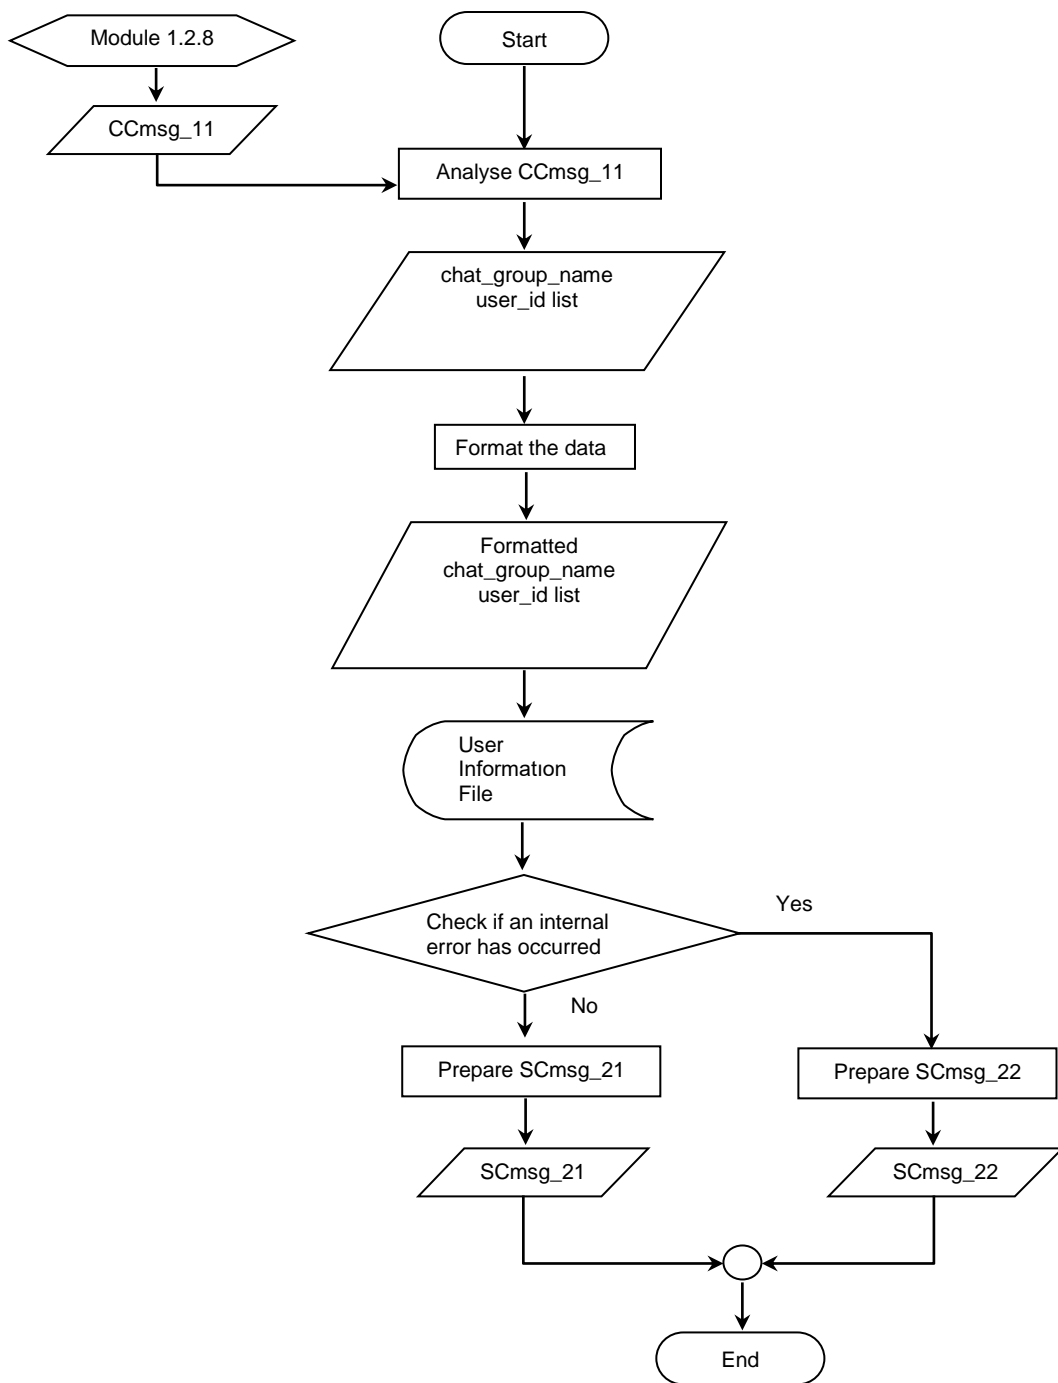 Module 1.2.8
Start
CCmsg_11
Analyse CCmsg_11
chat_group_name
user_id list
Format the data
Formatted
chat_group_name
user_id list
User
Information
File
Check if an internal
error has occurred
Yes
No
Prepare SCmsg_21
Prepare SCmsg_22
SCmsg_21
SCmsg_22
End